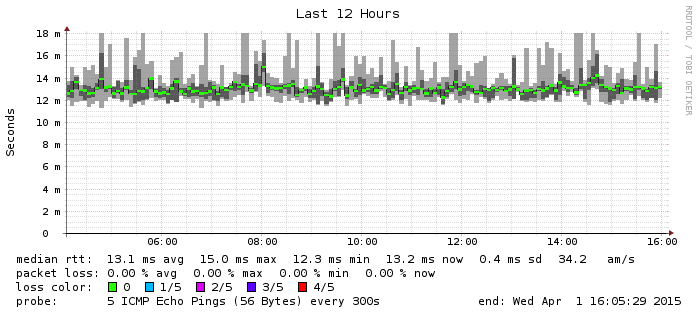 Last 12 Hours
RRDTOOL / TOBI OETIKER
Seconds
18 m
16 m
14 m
12 m
10 m
8 m
6 m
4 m
2 m
0
06:00 08:00 10:00 12:00 14:00 16:00
median rtt: 13.1 ms avg 15.0 ms max 12.3 ms min 13.2 ms now 0.4 ms sd 34.2 am/s
packet loss: 0.00 % avg 0.00 % max 0.00 % min 0.00 % now
loss color: 0 1/5 2/5 3/5 4/5
probe: 5 ICMP Echo Pings (56 Bytes) every 300s end: Wed Apr 1 16:05:29 2015